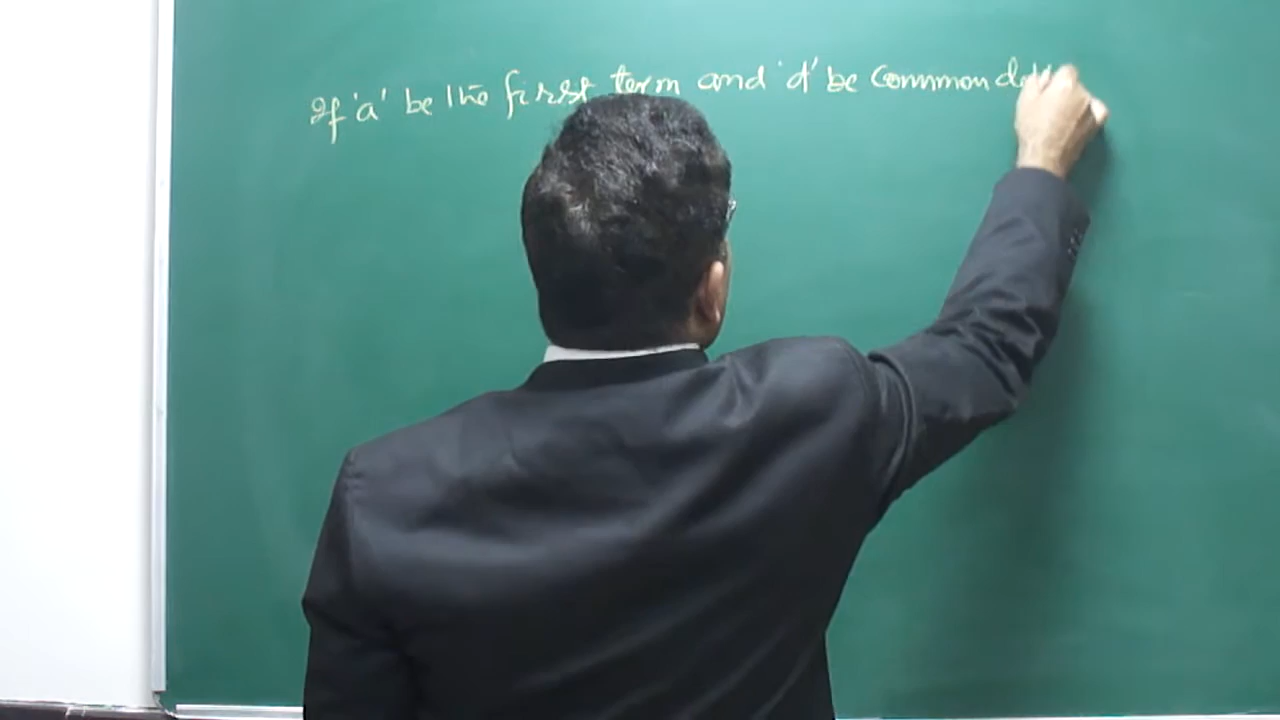 If 'a' be the first term and 'd' be common